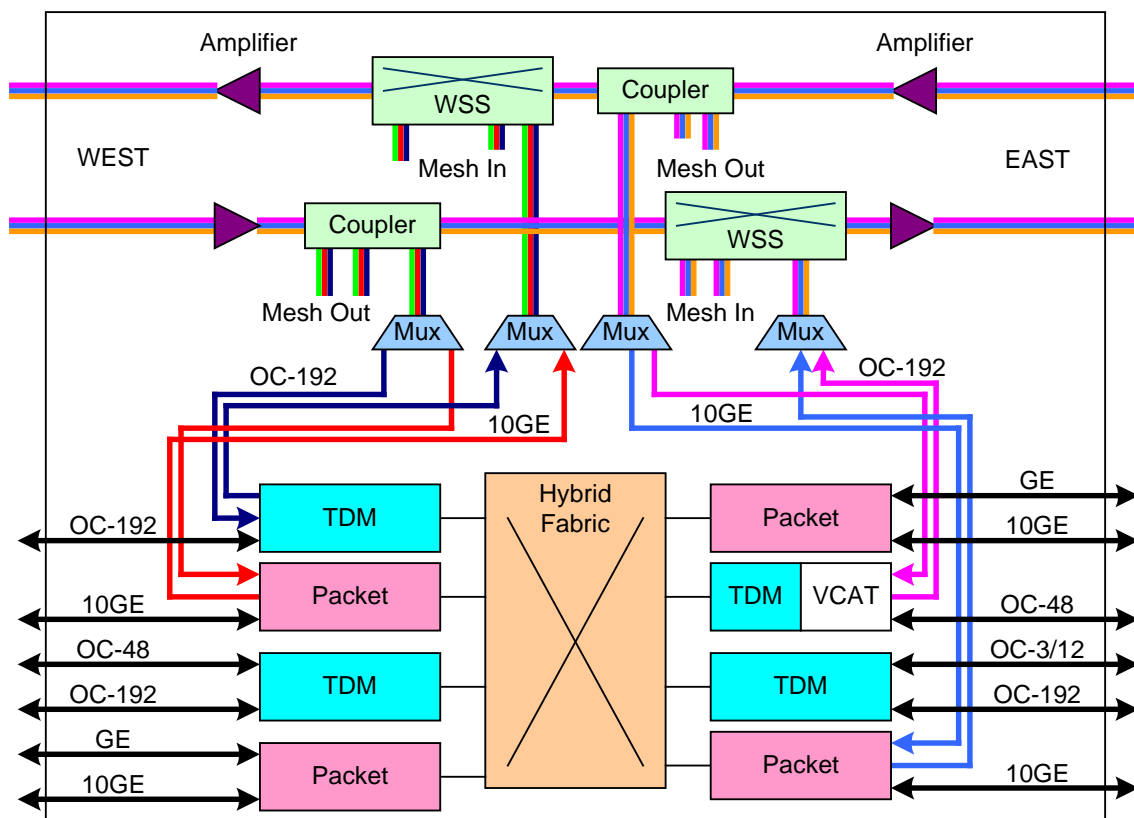 Amplifier
Amplifier
WSS
Coupler
WEST
Mesh In
Mesh Out
EAST
Coupler
WSS
Mesh Out
Mesh In
Mux
Mux
Mux
Mux
OC-192
OC-192
10GE
10GE
Hybrid
Fabric
TDM
Packet
GE
OC-192
10GE
Packet
TDM
VCAT
10GE
OC-48
OC-48
OC-3/12
TDM
TDM
OC-192
OC-192
GE
Packet
Packet
10GE
10GE